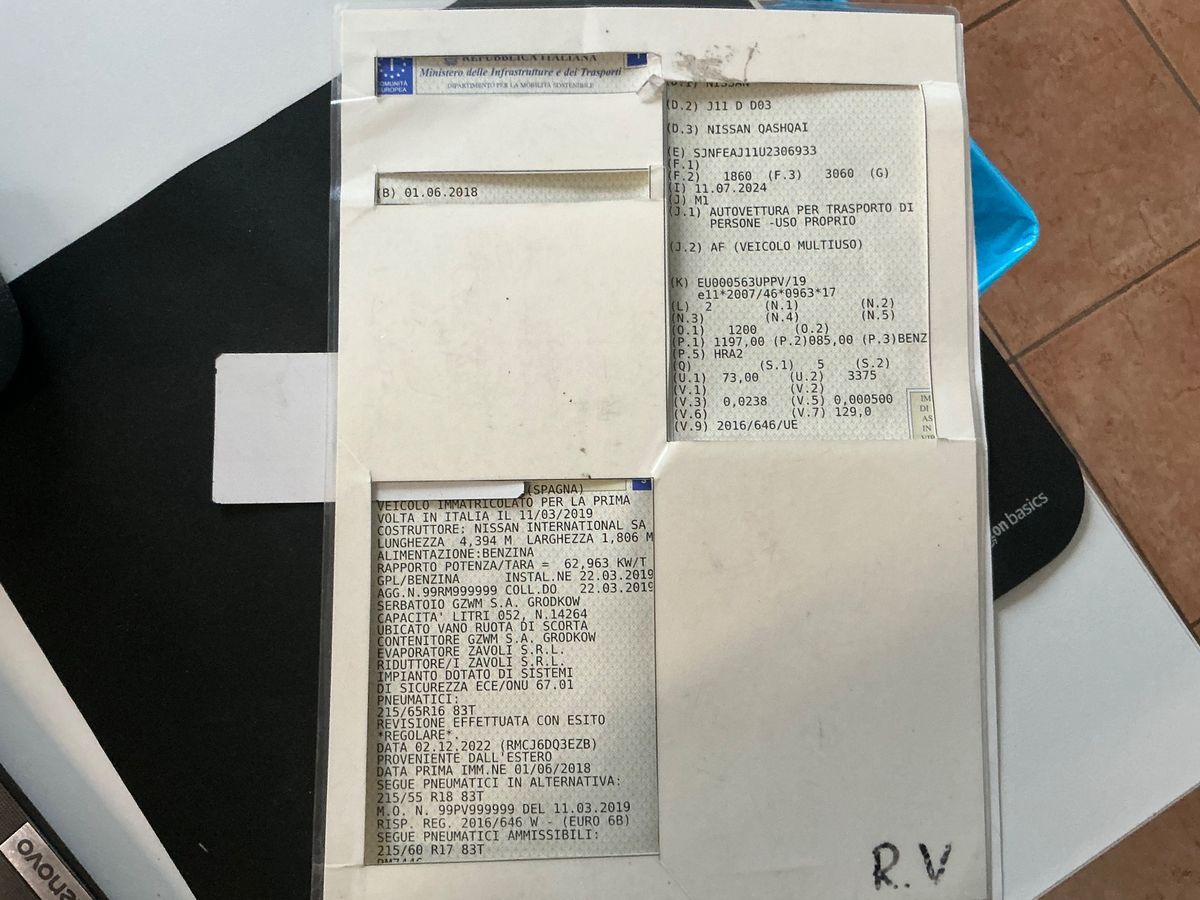 COMUNITÀ
EUROPEA
REPUBBLICA ITALIANA
Ministero delle Infrastrutture e dei Trasporti
DIPARTIMENTO PER LA MOBILITÀ SOSTENIBILE
(B) 01.06.2018
(D.1) NISSAN
(D.2) J11 D D03
(D.3) NISSAN QASHQAI
(E) SJNFEAJ11U2306933
(F.1)
(F.2) 1860 (F.3) 3060 (G)
(I) 11.07.2024
(J) M1
(J.1) AUTOVETTURA PER TRASPORTO DI
PERSONE -USO PROPRIO
(J.2) AF (VEICOLO MULTIUSO)
(K) EU000563UPPV/19
e11*2007/46*0963*17
(L) 2 (N.1) (N.2)
(N.3) (N.4) (N.5)
(O.1) 1200 (O.2)
(P.1) 1197,00 (P.2)085,00 (P.3)BENZ
(P.5) HRA2
(Q) (S.1) 5 (S.2)
(U.1) 73,00 (U.2) 3375
(V.1) (V.2)
(V.3) 0,0238 (V.5) 0,000500
(V.6) (V.7) 129,0
(V.9) 2016/646/UE
IM
DI
AS
IN
VIR
(SPAGNA)
VEICOLO IMMATRICOLATO PER LA PRIMA
VOLTA IN ITALIA IL 11/03/2019
COSTRUTTORE: NISSAN INTERNATIONAL SA
LUNGHEZZA 4,394 M LARGHEZZA 1,806 M
ALIMENTAZIONE:BENZINA
RAPPORTO POTENZA/TARA = 62,963 KW/T
GPL/BENZINA INSTAL.NE 22.03.2019
AGG.N.99RM999999 COLL.DO 22.03.2019
SERBATOIO GZWM S.A. GRODKOW
CAPACITA' LITRI 052, N.14264
UBICATO VANO RUOTA DI SCORTA
CONTENITORE GZWM S.A. GRODKOW
EVAPORATORE ZAVOLI S.R.L.
RIDUTTORE/I ZAVOLI S.R.L.
IMPIANTO DOTATO DI SISTEMI
DI SICUREZZA ECE/ONU 67.01
PNEUMATICI:
215/65R16 83T
REVISIONE EFFETTUATA CON ESITO
*REGOLARE*.
DATA 02.12.2022 (RMCJ6DQ3EZB)
PROVENIENTE DALL'ESTERO
DATA PRIMA IMM.NE 01/06/2018
SEGUE PNEUMATICI IN ALTERNATIVA:
215/55 R18 83T
M.O. N. 99PV999999 DEL 11.03.2019
RISP. REG. 2016/646 W - (EURO 6B)
SEGUE PNEUMATICI AMMISSIBILI:
215/60 R17 83T
R.V
on basics
enovo